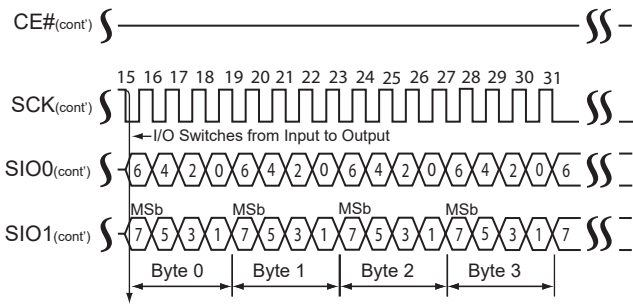 CE#(cont')
15 16 17 18 19 20 21 22 23 24 25 26 27 28 29 30 31
SCK(cont')
I/O Switches from Input to Output
SIO0(cont') 6 4 2 0 6 4 2 0 6 4 2 0 6 4 2 0 6
MSb MSb MSb MSb
SIO1(cont') 7 5 3 1 7 5 3 1 7 5 3 1 7 5 3 1 7
Byte 0 Byte 1 Byte 2 Byte 3